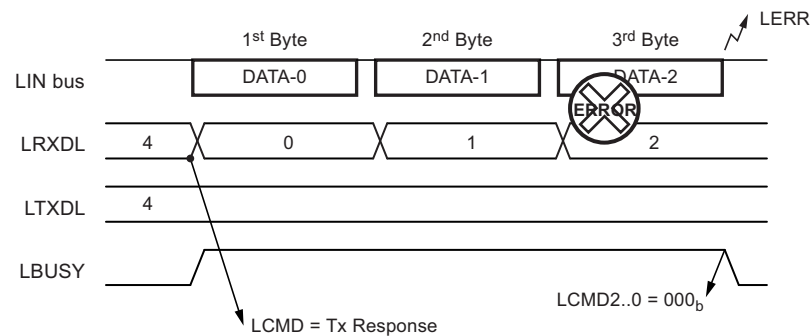 LERR
1st Byte 2nd Byte 3rd Byte
LIN bus DATA-0 DATA-1 DATA-2
ERROR
LRXDL 4 0 1 2
LTXDL 4
LBUSY
LCMD2..0 = 000b
LCMD = Tx Response